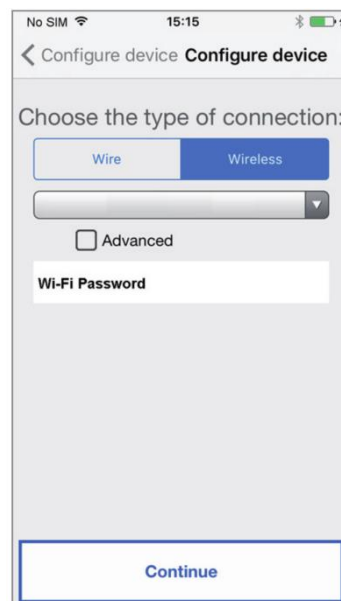 No SIM 15:15
Configure device Configure device
Choose the type of connection:
Wire Wireless
Advanced
Wi-Fi Password
Continue